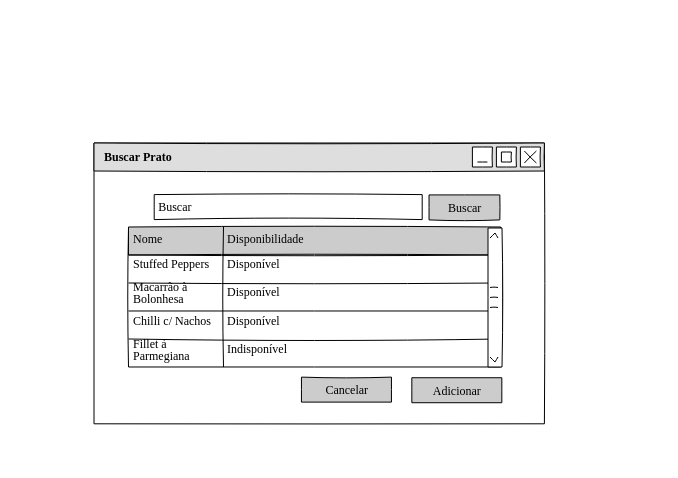 Buscar Prato
Buscar Buscar
Nome Disponibilidade
Stuffed Peppers Disponível
Macarrão à
Bolonhesa Disponível
Chilli c/ Nachos Disponível
Fillet à
Parmegiana Indisponível
Cancelar Adicionar